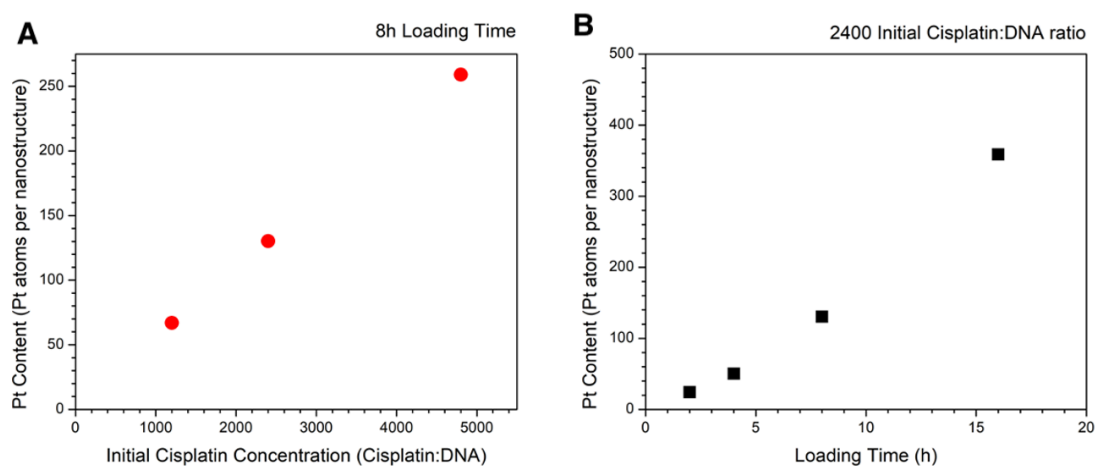 A
8h Loading Time
Pt Content (Pt atoms per nanostructure)
250
200
150
100
50
0
0 1000 2000 3000 4000 5000
Initial Cisplatin Concentration (Cisplatin:DNA)
B
2400 Initial Cisplatin:DNA ratio
Pt Content (Pt atoms per nanostructure)
500
400
300
200
100
0
0 5 10 15 20
Loading Time (h)